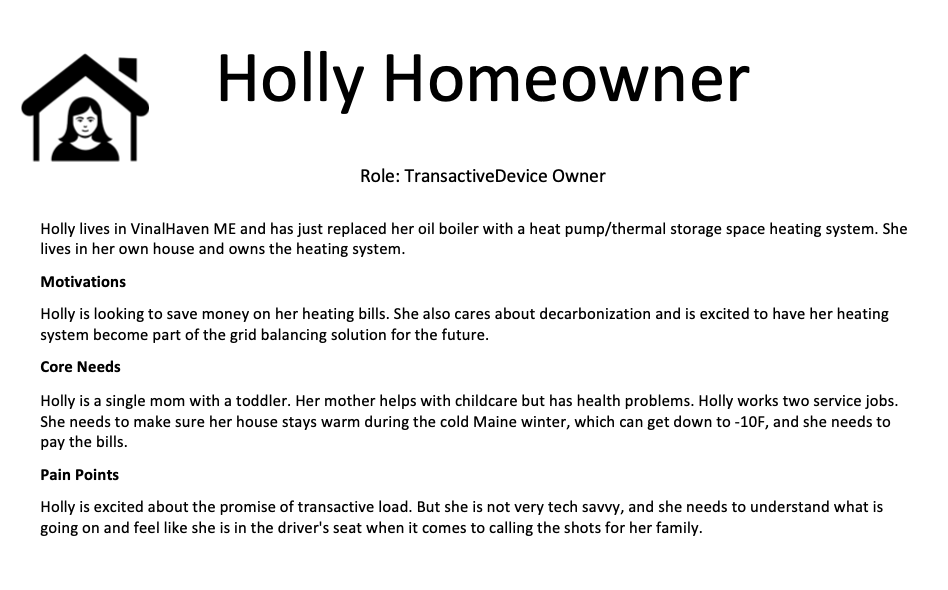 Holly Homeowner
Role: TransactiveDevice Owner
Holly lives in VinalHaven ME and has just replaced her oil boiler with a heat pump/thermal storage space heating system. She
lives in her own house and owns the heating system.
Motivations
Holly is looking to save money on her heating bills. She also cares about decarbonization and is excited to have her heating
system become part of the grid balancing solution for the future.
Core Needs
Holly is a single mom with a toddler. Her mother helps with childcare but has health problems. Holly works two service jobs.
She needs to make sure her house stays warm during the cold Maine winter, which can get down to -10F, and she needs to
pay the bills.
Pain Points
Holly is excited about the promise of transactive load. But she is not very tech savvy, and she needs to understand what is
going on and feel like she is in the driver's seat when it comes to calling the shots for her family.